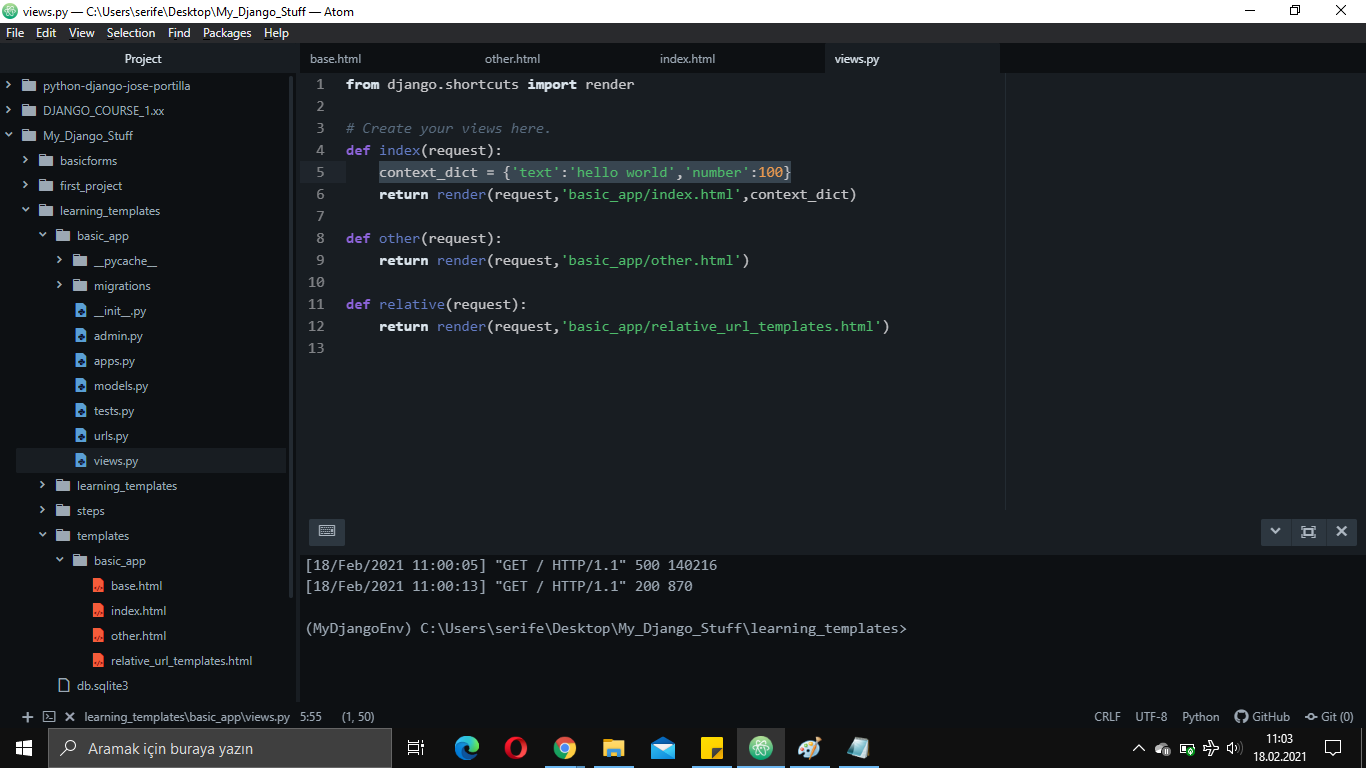 views.py — C:\Users\serife\Desktop\My_Django_Stuff — Atom
File Edit View Selection Find Packages Help
Project
base.html other.html index.html views.py
python-django-jose-portilla
DJANGO_COURSE_1.xx
My_Django_Stuff
basicforms
first_project
learning_templates
basic_app
__pycache__
migrations
__init__.py
admin.py
apps.py
models.py
tests.py
urls.py
views.py
learning_templates
steps
templates
basic_app
base.html
index.html
other.html
relative_url_templates.html
db.sqlite3
1 from django.shortcuts import render
2
3 # Create your views here.
4 def index(request):
5 context_dict = {'text':'hello world','number':100}
6 return render(request,'basic_app/index.html',context_dict)
7
8 def other(request):
9 return render(request,'basic_app/other.html')
10
11 def relative(request):
12 return render(request,'basic_app/relative_url_templates.html')
13
[18/Feb/2021 11:00:05] "GET / HTTP/1.1" 500 140216
[18/Feb/2021 11:00:13] "GET / HTTP/1.1" 200 870
(MyDjangoEnv) C:\Users\serife\Desktop\My_Django_Stuff\learning_templates>
learning_templates\basic_app\views.py 5:55 (1, 50) CRLF UTF-8 Python GitHub Git (0)
Aramak için buraya yazın
11:03
18.02.2021